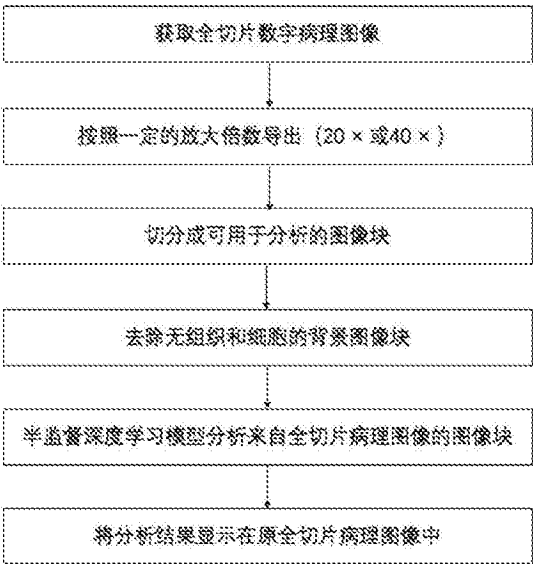 获取全切片数字病理图像
按照一定的放大倍数导出（20 × 或40 × ）
切分成可用于分析的图像块
去除无组织和细胞的背景图像块
半监督深度学习模型分析来自全切片病理图像的图像块
将分析结果显示在原全切片病理图像中